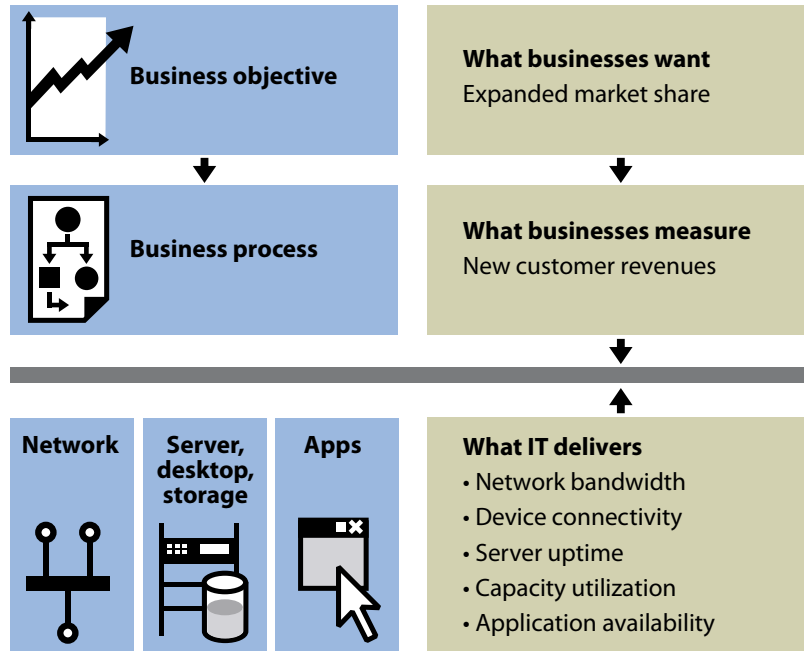 Business objective
What businesses want
Expanded market share
Business process
What businesses measure
New customer revenues
Network
Server,
desktop,
storage
Apps
What IT delivers
• Network bandwidth
• Device connectivity
• Server uptime
• Capacity utilization
• Application availability